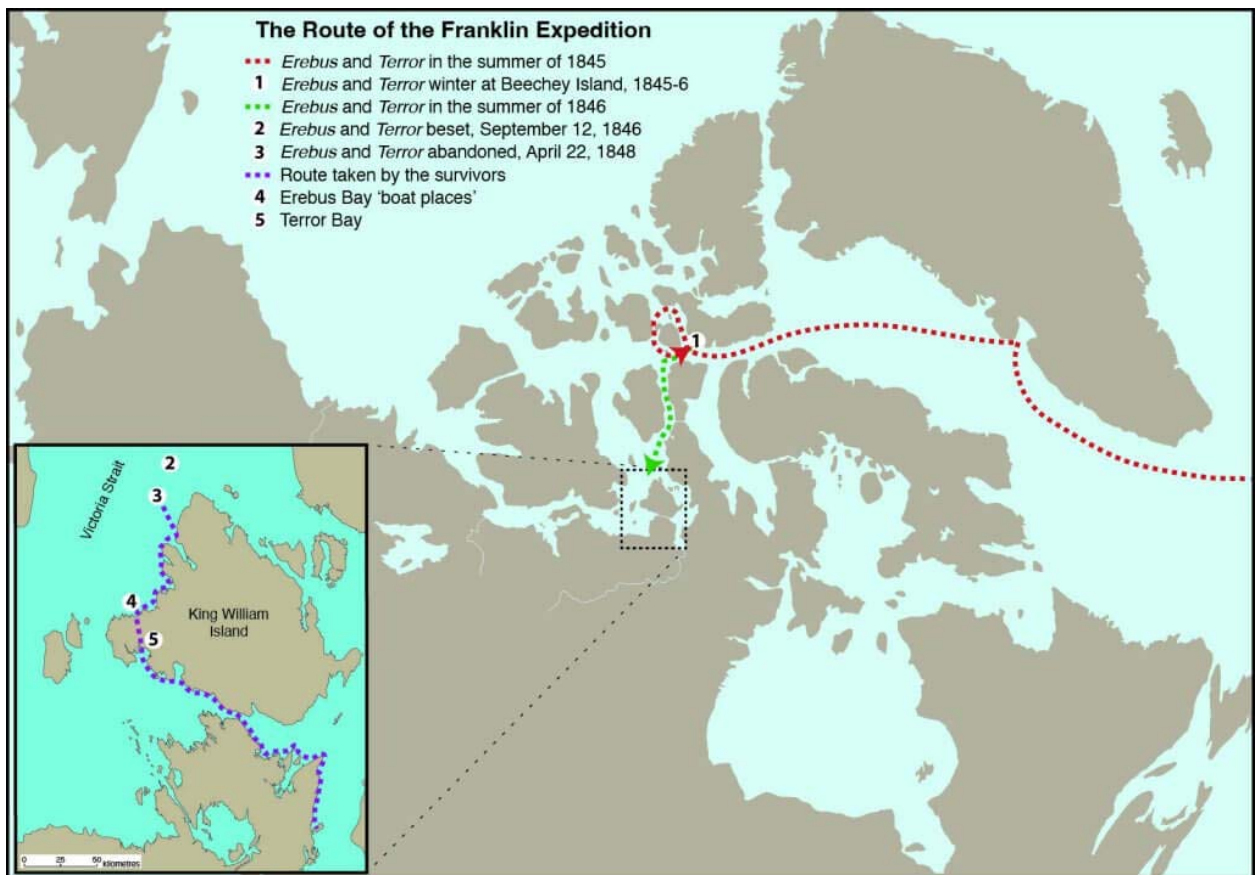 The Route of the Franklin Expedition
Erebus and Terror in the summer of 1845
1 Erebus and Terror winter at Beechey Island, 1845-6
Erebus and Terror in the summer of 1846
2 Erebus and Terror beset, September 12, 1846
3 Erebus and Terror abandoned, April 22, 1848
Route taken by the survivors
4 Erebus Bay ‘boat places’
5 Terror Bay
1
2
3
Victoria Strait
4
King William
Island
5
0 25 50
kilometres